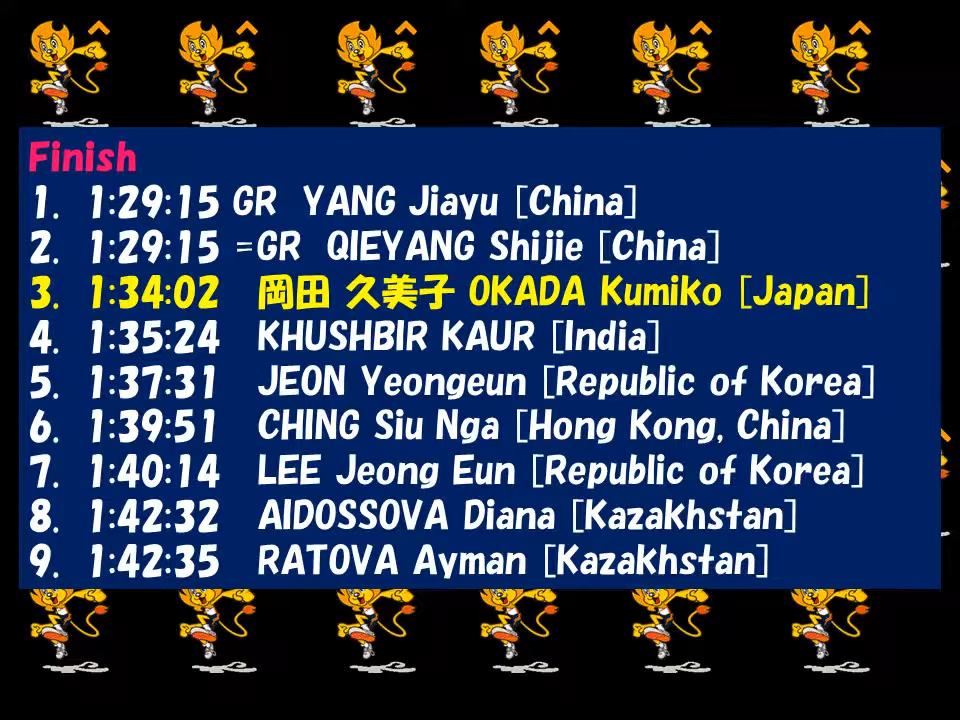 Finish
1. 1:29:15 GR YANG Jiayu [China]
2. 1:29:15 =GR QIEYANG Shijie [China]
3. 1:34:02 岡田 久美子 OKADA Kumiko [Japan]
4. 1:35:24 KHUSHBIR KAUR [India]
5. 1:37:31 JEON Yeongeun [Republic of Korea]
6. 1:39:51 CHING Siu Nga [Hong Kong, China]
7. 1:40:14 LEE Jeong Eun [Republic of Korea]
8. 1:42:32 AIDOSSOVA Diana [Kazakhstan]
9. 1:42:35 RATOVA Ayman [Kazakhstan]